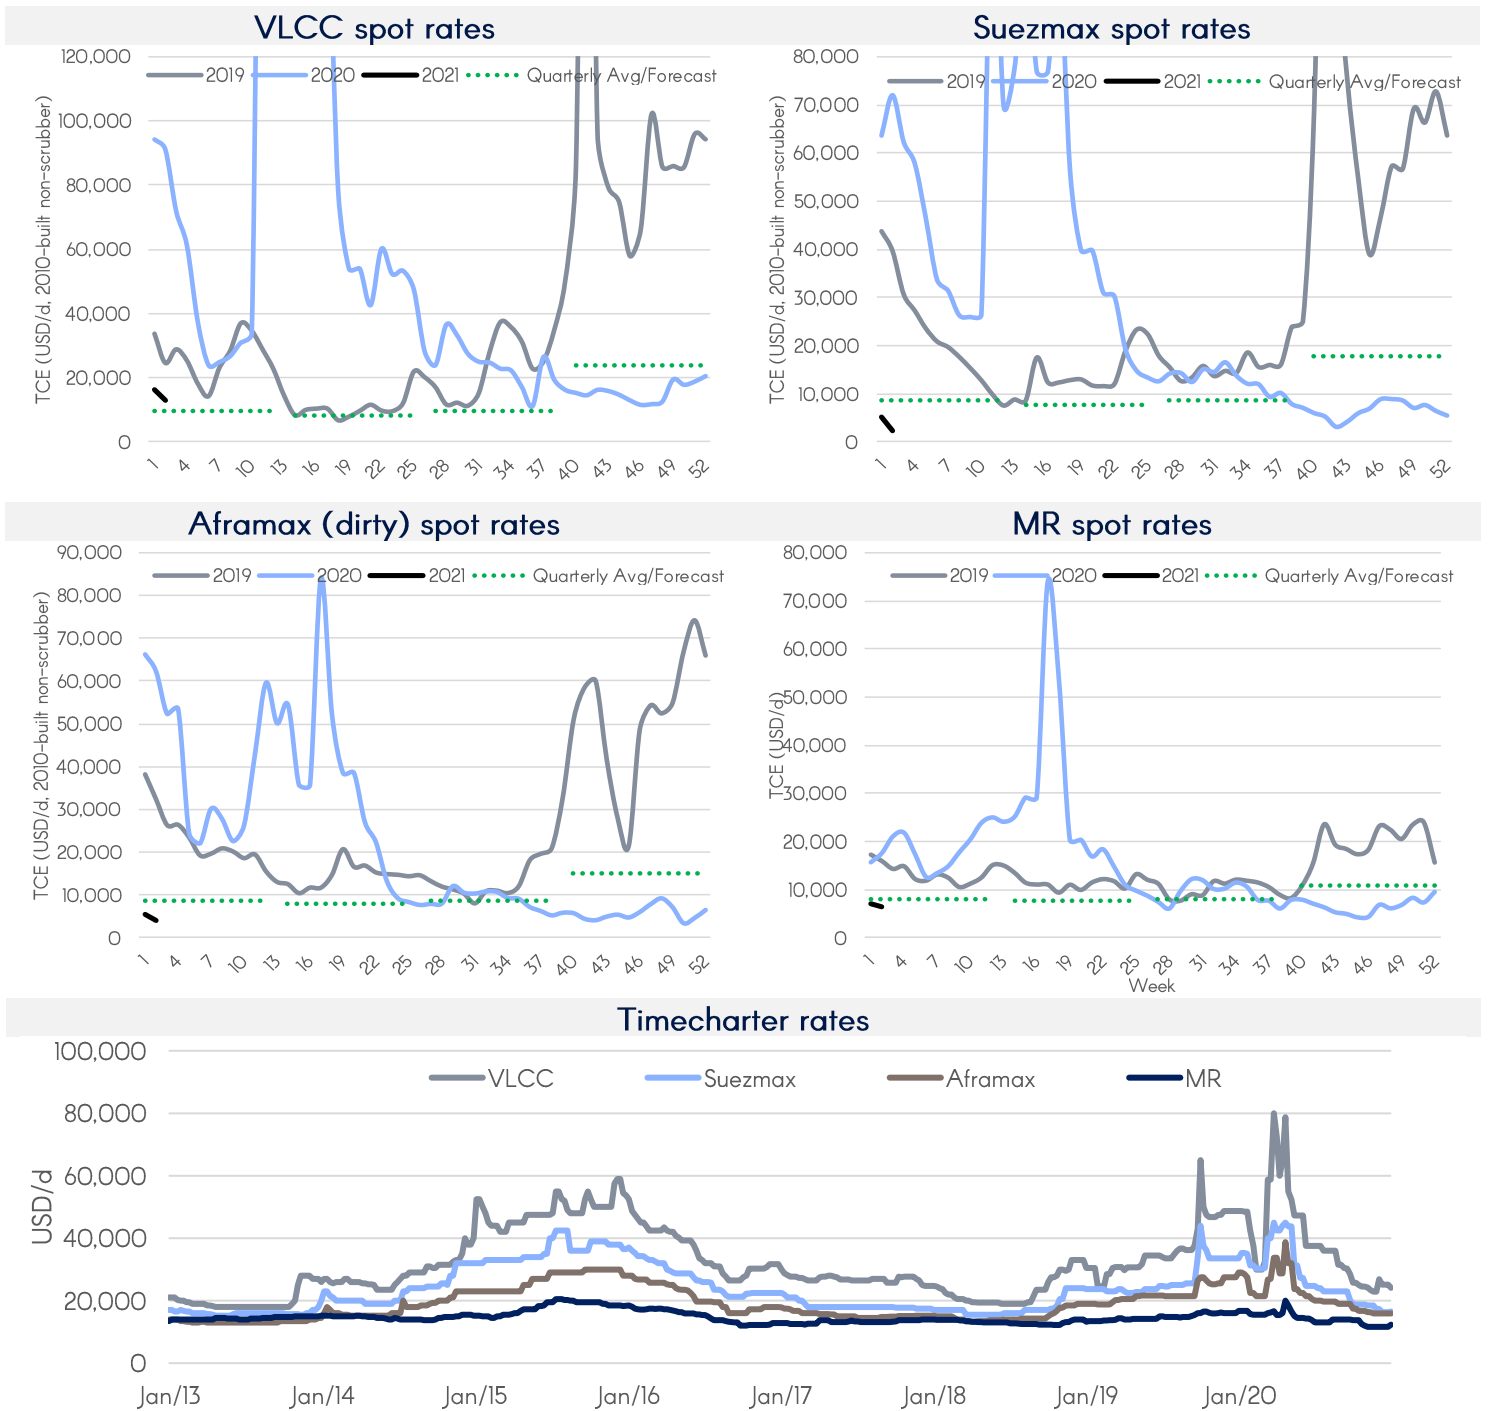 VLCC spot rates
Suezmax spot rates
2019 2020 2021 Quarterly Avg/Forecast
TCE (USD/d, 2010-built non-scrubber)
120,000
100,000
80,000
60,000
40,000
20,000
0
1 4 7 10 13 16 19 22 25 28 31 34 37 40 43 46 49 52
2019 2020 2021 Quarterly Avg/Forecast
TCE (USD/d, 2010-built non-scrubber)
80,000
70,000
60,000
50,000
40,000
30,000
20,000
10,000
0
1 4 7 10 13 16 19 22 25 28 31 34 37 40 43 46 49 52
Aframax (dirty) spot rates
MR spot rates
2019 2020 2021 Quarterly Avg/Forecast
TCE (USD/d, 2010-built non-scrubber)
90,000
80,000
70,000
60,000
50,000
40,000
30,000
20,000
10,000
0
1 4 7 10 13 16 19 22 25 28 31 34 37 40 43 46 49 52
2019 2020 2021 Quarterly Avg/Forecast
TCE (USD/d)
80,000
70,000
60,000
50,000
40,000
30,000
20,000
10,000
0
1 4 7 10 13 16 19 22 25 28 31 34 37 40 43 46 49 52
Week
Timecharter rates
VLCC Suezmax Aframax MR
USD/d
100,000
80,000
60,000
40,000
20,000
0
Jan/13 Jan/14 Jan/15 Jan/16 Jan/17 Jan/18 Jan/19 Jan/20